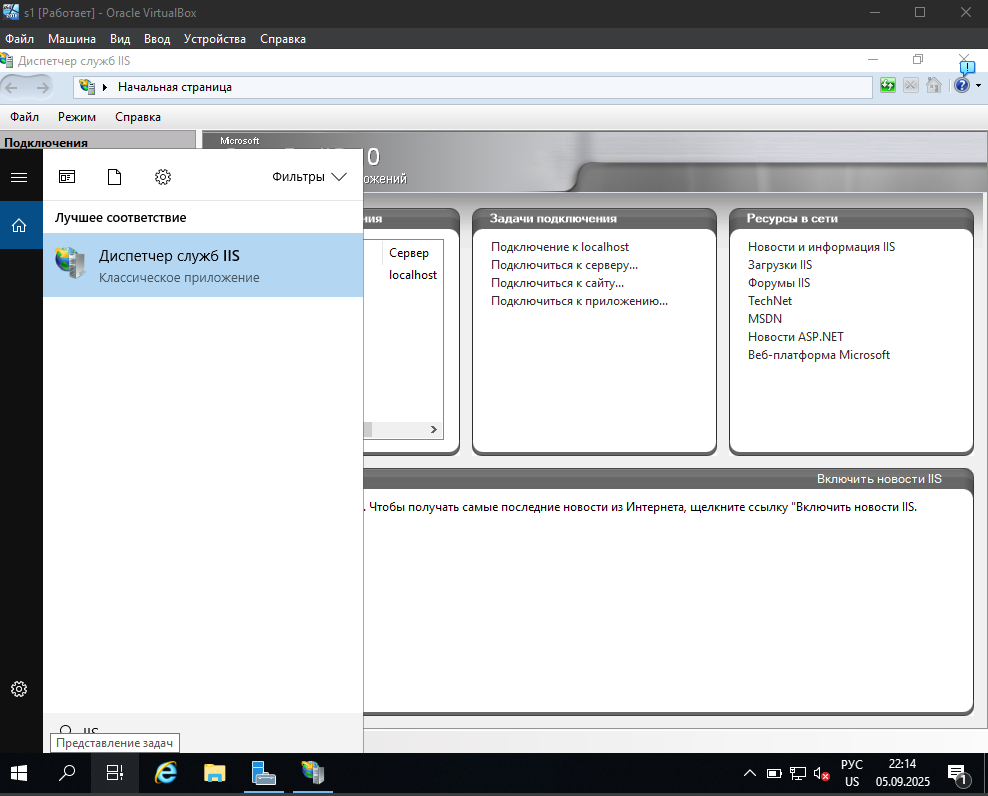 s1 [Работает] - Oracle VirtualBox
Файл Машина Вид Ввод Устройства Справка
Диспетчер служб IIS
Начальная страница
Файл Режим Справка
Подключения
Microsoft
0
ожений
Фильтры
Лучшее соответствие
Диспетчер служб IIS
Классическое приложение
ния
Сервер
localhost
Задачи подключения
Подключение к localhost
Подключиться к серверу...
Подключиться к сайту...
Подключиться к приложению...
Ресурсы в сети
Новости и информация IIS
Загрузки IIS
Форумы IIS
TechNet
MSDN
Новости ASP.NET
Веб-платформа Microsoft
Включить новости IIS
. Чтобы получать самые последние новости из Интернета, щелкните ссылку "Включить новости IIS.
IIS
Представление задач
РУС
US
22:14
05.09.2025
1